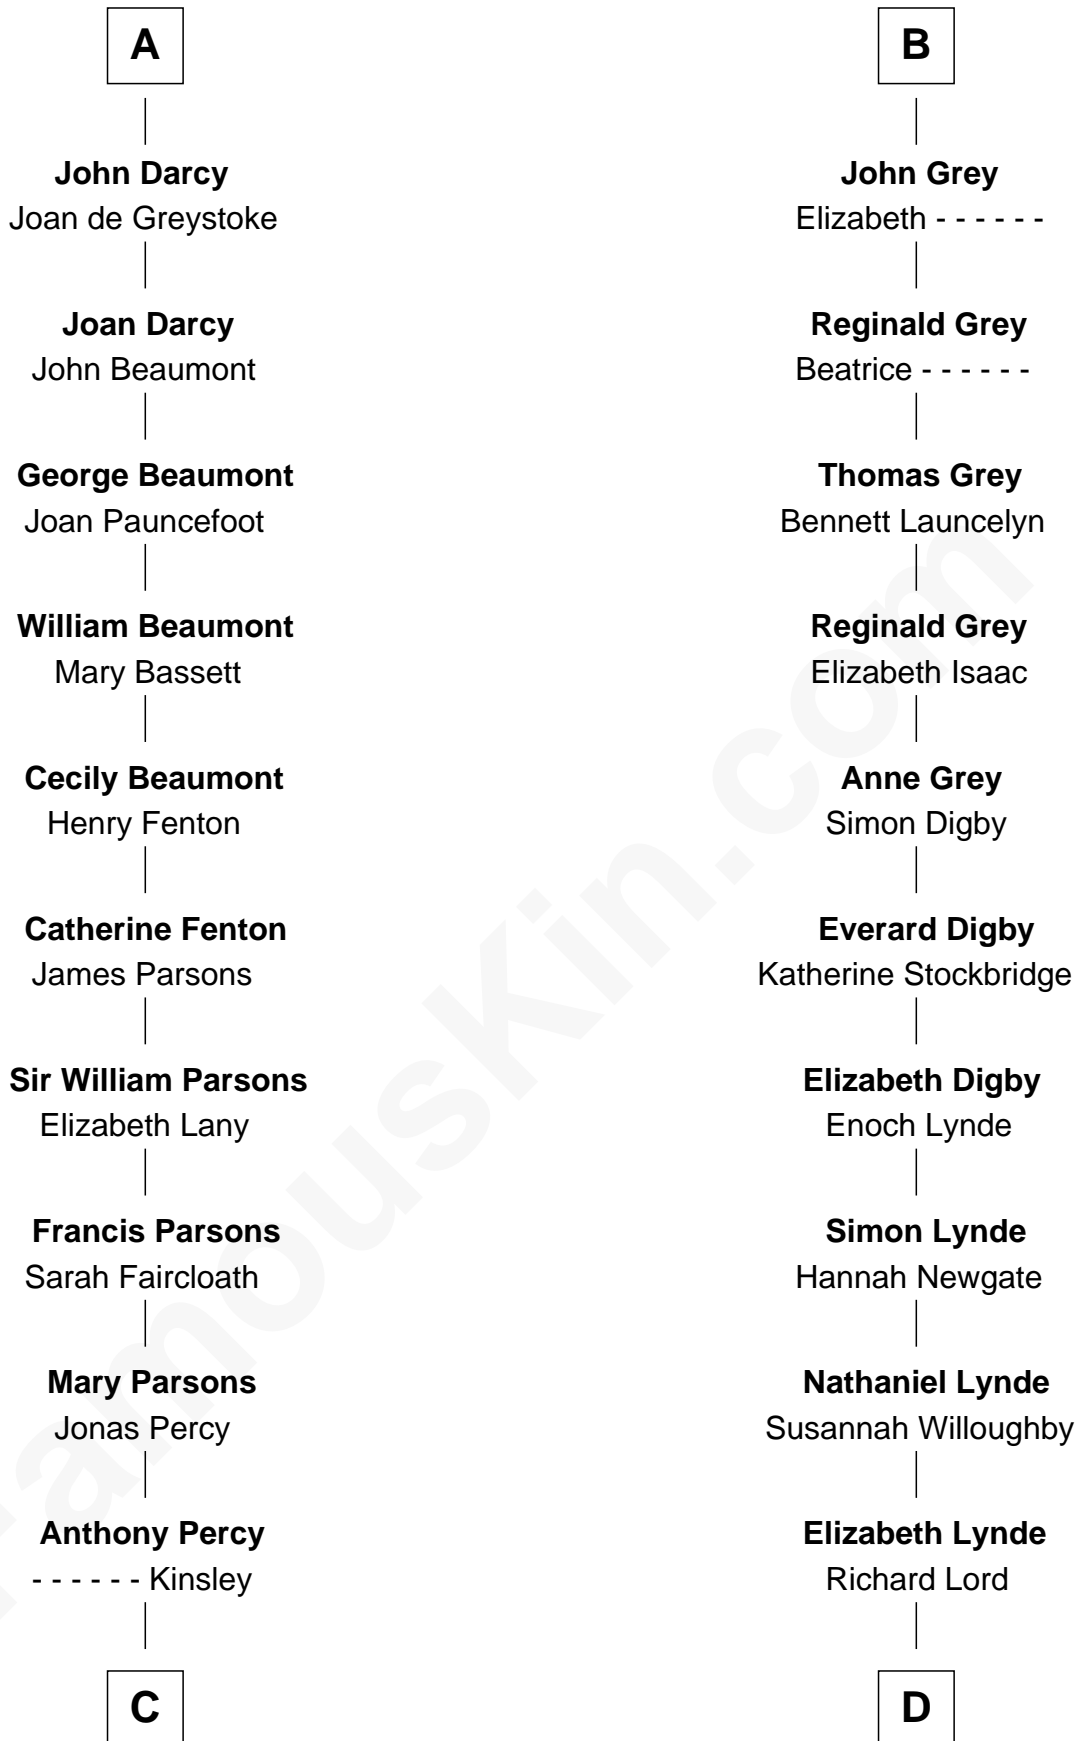 A
John Darcy
Joan de Greystoke
Joan Darcy
John Beaumont
George Beaumont
Joan Pauncefoot
William Beaumont
Mary Bassett
Cecily Beaumont
Henry Fenton
Catherine Fenton
James Parsons
Sir William Parsons
Elizabeth Lany
Francis Parsons
Sarah Faircloath
Mary Parsons
Jonas Percy
Anthony Percy
- - - - - - Kinsley
C
B
John Grey
Elizabeth - - - - - -
Reginald Grey
Beatrice - - - - - -
Thomas Grey
Bennett Launcelyn
Reginald Grey
Elizabeth Isaac
Anne Grey
Simon Digby
Everard Digby
Katherine Stockbridge
Elizabeth Digby
Enoch Lynde
Simon Lynde
Hannah Newgate
Nathaniel Lynde
Susannah Willoughby
Elizabeth Lynde
Richard Lord
D
FamousKin.com